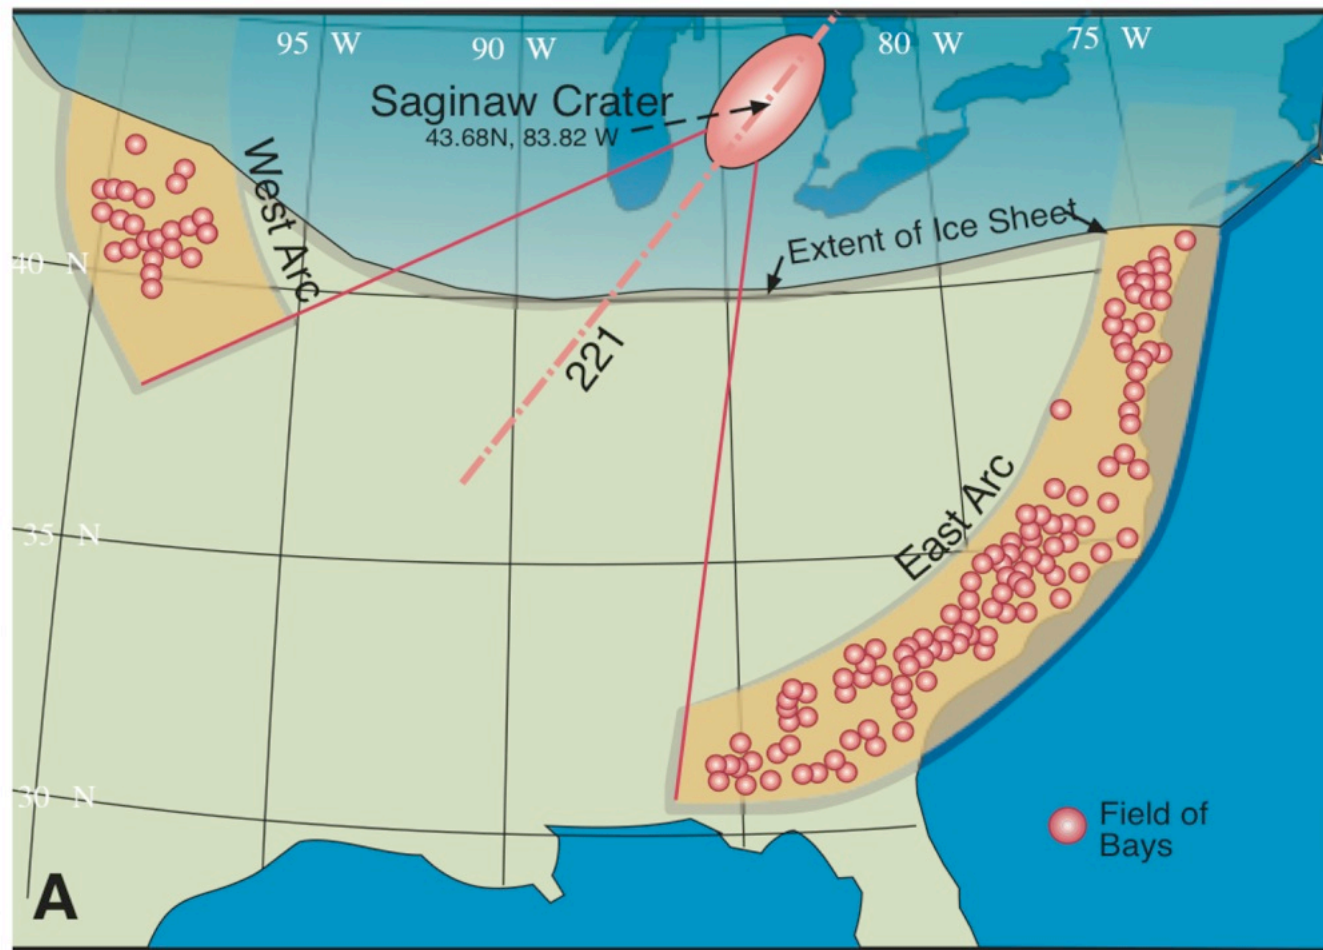 95 W
90 W
80 W
75 W
Saginaw Crater
43.68N, 83.82 W
West Arc
Extent of Ice Sheet
40 N
221
East Arc
35 N
30 N
Field of
Bays
A